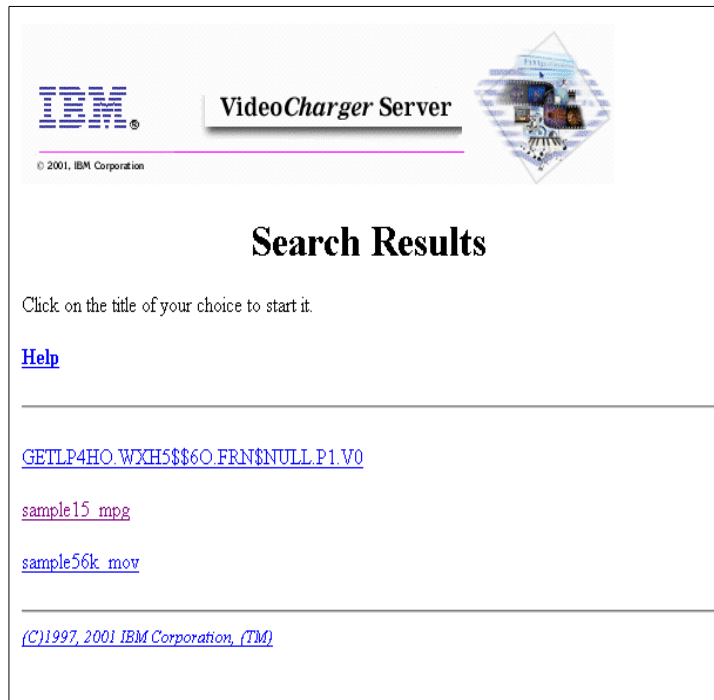 IBM®
VideoCharger Server
© 2001, IBM Corporation
Search Results
Click on the title of your choice to start it.
Help
GETLP4HO.WXH5$$6O.FRN$NULL.P1.V0
sample15_mpg
sample56k_mov
(C)1997, 2001 IBM Corporation, (TM)